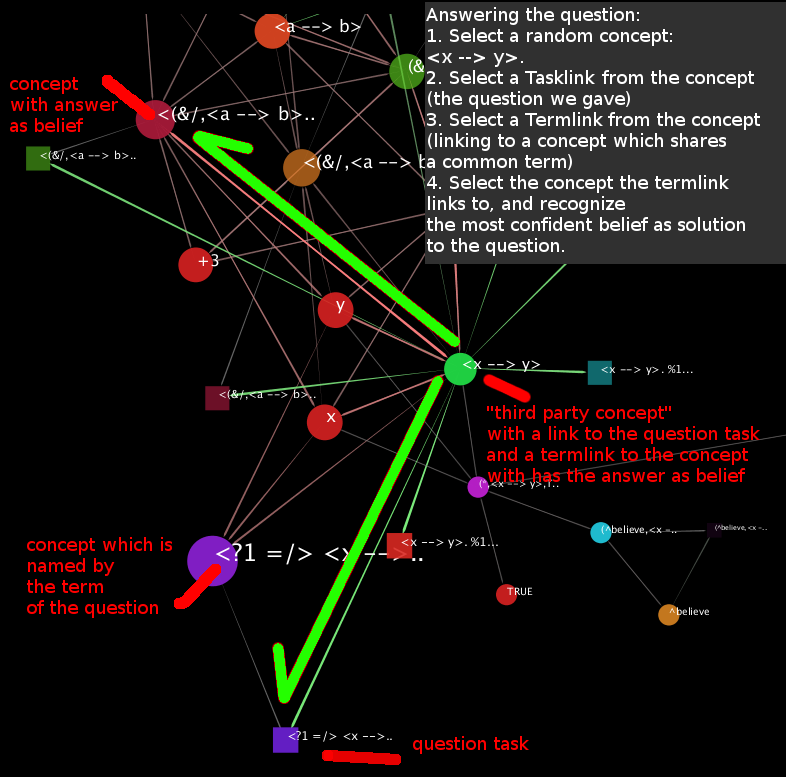 Answering the question:
1. Select a random concept:
<x --> y>.
2. Select a Tasklink from the concept
(the question we gave)
3. Select a Termlink from the concept
(linking to a concept which shares
a common term)
4. Select the concept the termlink
links to, and recognize
the most confident belief as solution
to the question.
<a --> b>
(&
concept
with answer
as belief
<(&/,<a --> b>..
<(&/,<a --> b>..
<(&/,<a --> b
+3
y
<x --> y>
<x --> y>. %1...
<(&/,<a --> b>..
x
"third party concept"
with a link to the question task
and a termlink to the concept
with has the answer as belief
(*,<x --> y>,T..
(^believe,<x -..
(^believe,<x -..
concept which is
named by
the term
of the question
<?1 =/> <x -->..
<x --> y>. %1...
TRUE
^believe
<?1 =/> <x -->..
question task